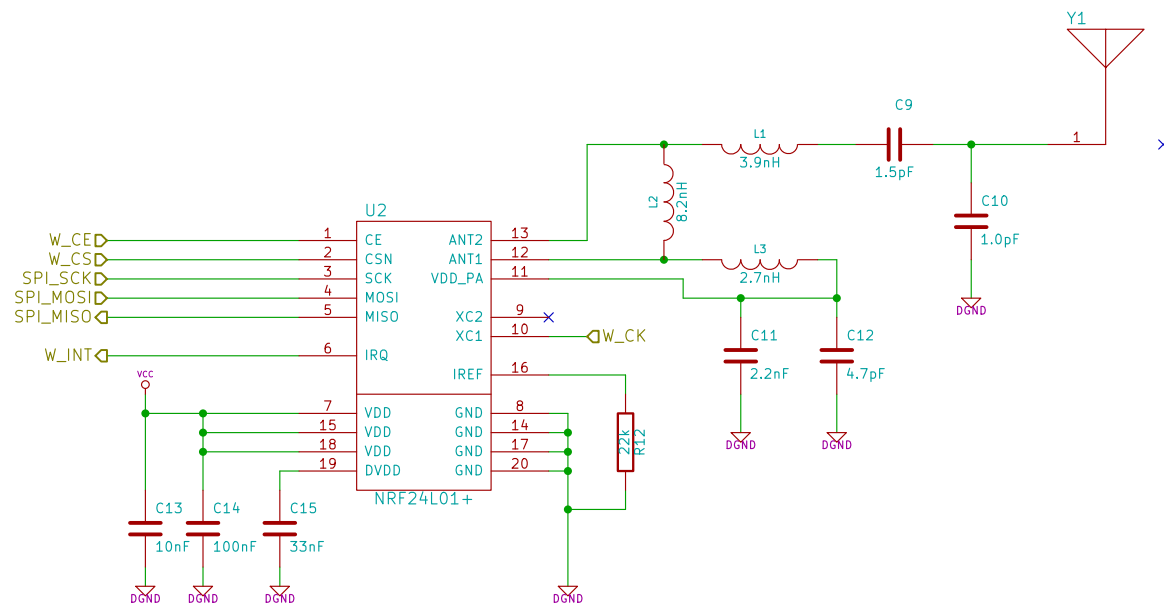 Y1
C9
L1
3.9nH
1.5pF
1
L2
8.2nH
C10
1.0pF
DGND
U2
W_CE
1
CE
ANT2
13
W_CS
2
CSN
ANT1
12
L3
2.7nH
SPI_SCK
3
SCK
VDD_PA
11
SPI_MOSI
4
MOSI
SPI_MISO
5
MISO
XC2
9
XC1
10
W_CK
C11
2.2nF
C12
4.7pF
W_INT
6
IRQ
IREF
16
VCC
7
VDD
GND
8
15
VDD
GND
14
18
VDD
GND
17
19
DVDD
GND
20
22k
R12
DGND
DGND
NRF24L01+
C13
10nF
C14
100nF
C15
33nF
DGND
DGND
DGND
DGND